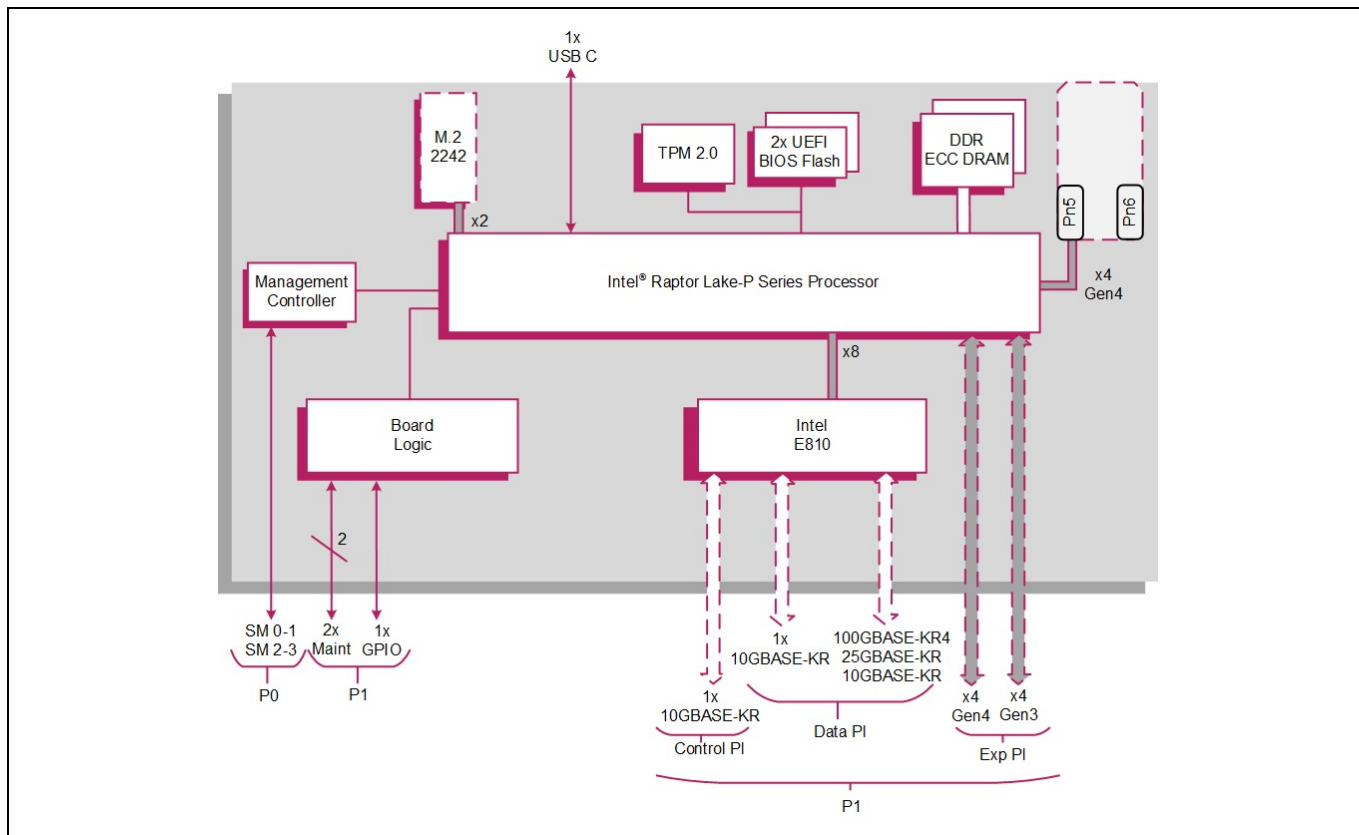 1x
USB C
M.2
2242
x2
TPM 2.0
2x UEFI
BIOS Flash
DDR
ECC DRAM
Pn5
Pn6
x4
Gen4
Management
Controller
Intel® Raptor Lake-P Series Processor
x8
Board
Logic
Intel
E810
2
SM 0-1
SM 2-3
P0
2x
Maint
1x
GPIO
P1
1x
10GBASE-KR
Control PI
1x
10GBASE-KR
100GBASE-KR4
25GBASE-KR
10GBASE-KR
Data PI
x4
Gen4
x4
Gen3
Exp PI
P1